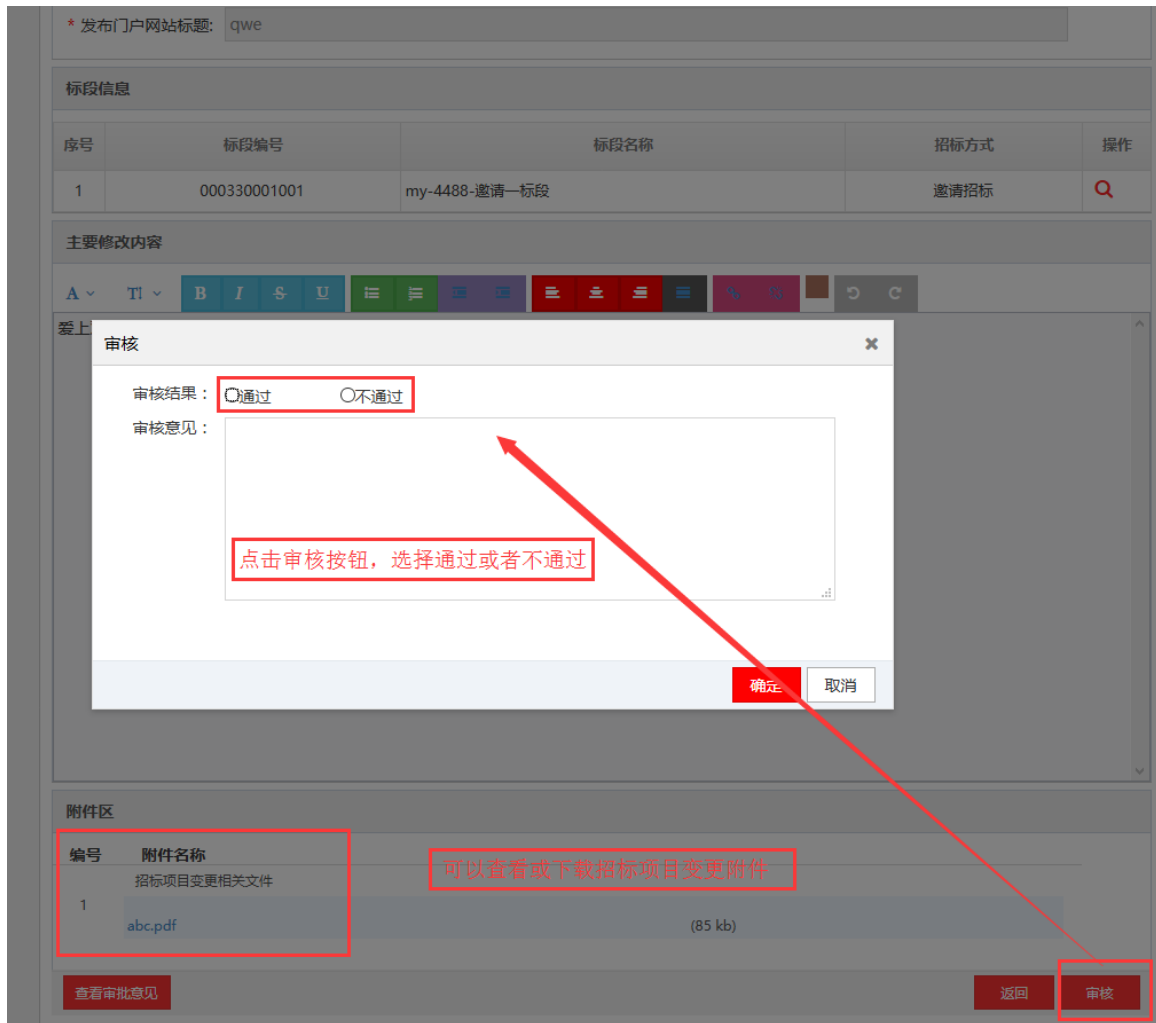 * 发布门户网站标题: qwe
标段信息
序号 标段编号 标段名称 招标方式 操作
1 000330001001 my-4488-邀请一标段 邀请招标
主要修改内容
A TI B I S U
爱上
审核
审核结果： 通过 不通过
审核意见：
点击审核按钮，选择通过或者不通过
确定 取消
附件区
编号 附件名称
可以查看或下载招标项目变更附件
招标项目变更相关文件
1
abc.pdf (85 kb)
查看审批意见 返回 审核